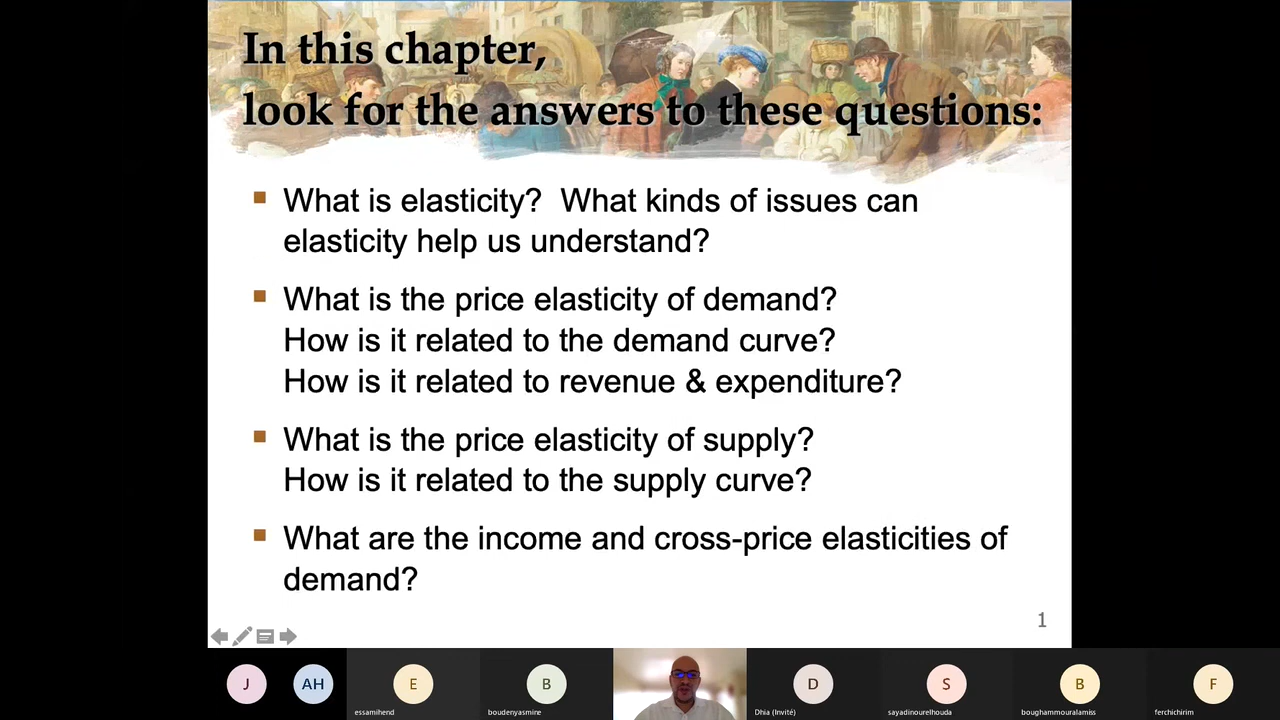 In this chapter,
look for the answers to these questions:
What is elasticity?  What kinds of issues can
elasticity help us understand?
What is the price elasticity of demand?
How is it related to the demand curve?
How is it related to revenue & expenditure?
What is the price elasticity of supply?
How is it related to the supply curve?
What are the income and cross-price elasticities of
demand?
1
J
AH
E
B
D
S
B
F
essamihend
boudenyasmine
Dhia (Invité)
sayadinourelhouda
boughammouralamiss
ferchichirim